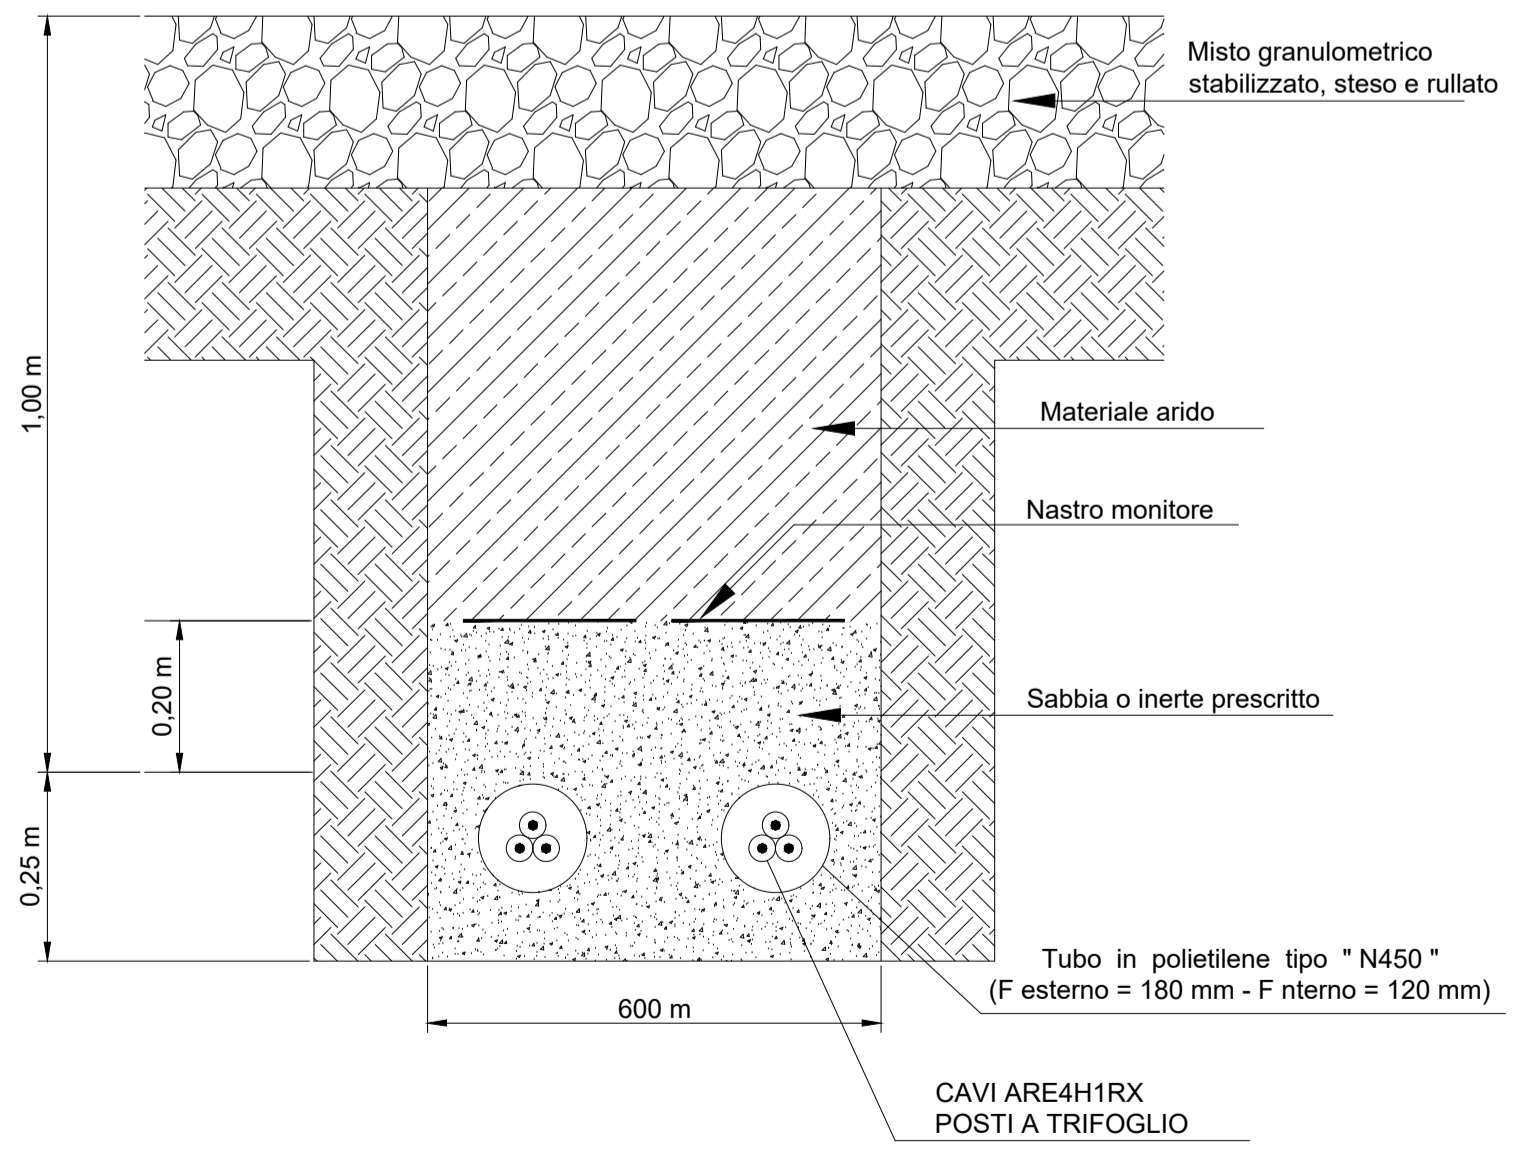 Misto granulometrico
stabilizzato, steso e rullato
1,00 m
Materiale arido
Nastro monitore
0,20 m
Sabbia o inerte prescritto
0,25 m
Tubo in polietilene tipo " N450 "
(F esterno = 180 mm - F nterno = 120 mm)
600 m
CAVI ARE4H1RX
POSTI A TRIFOGLIO